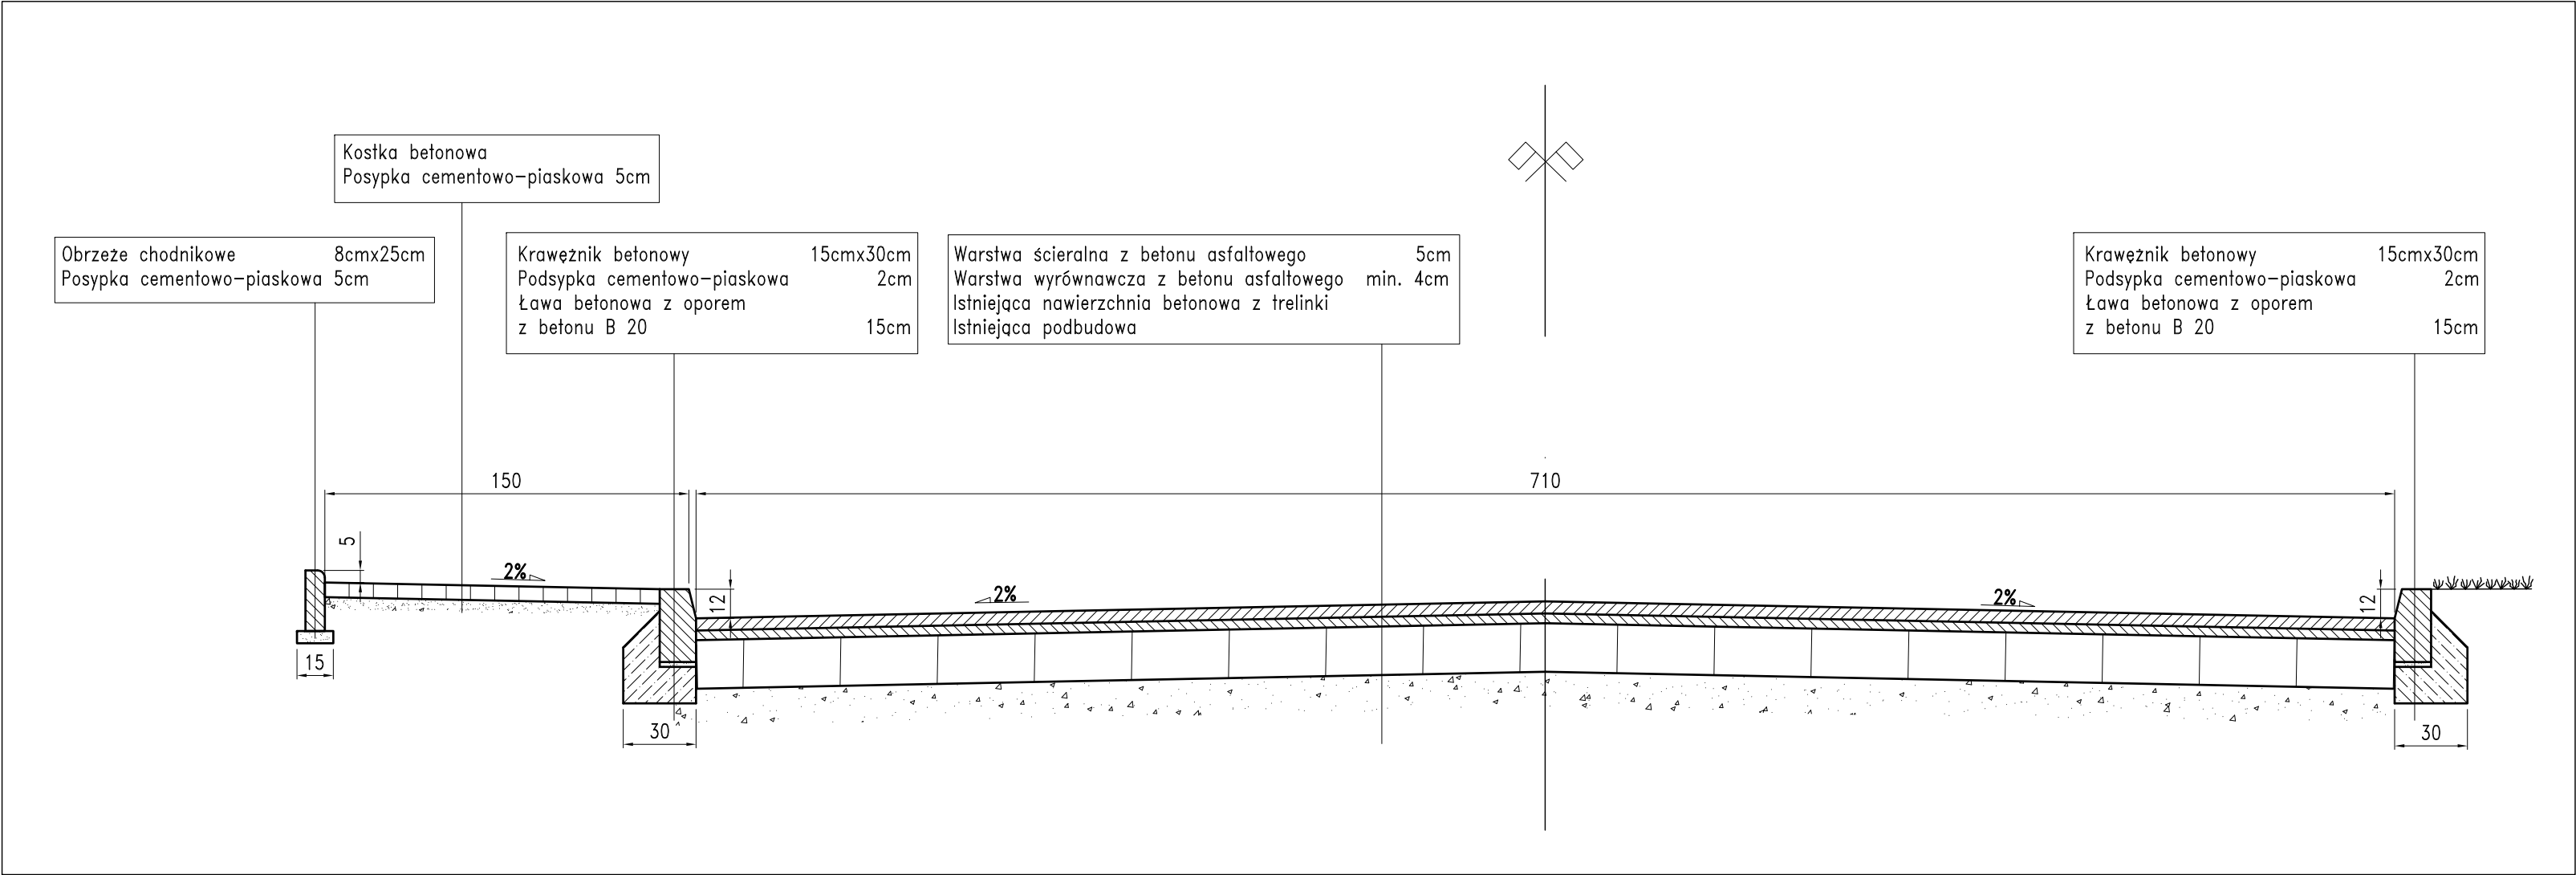 Kostka betonowa
Posypka cementowo-piaskowa 5cm
Obrzeże chodnikowe 8cmx25cm
Posypka cementowo-piaskowa 5cm
Krawężnik betonowy 15cmx30cm
Podsypka cementowo-piaskowa 2cm
Ława betonowa z oporem
z betonu B 20 15cm
Warstwa ścieralna z betonu asfaltowego 5cm
Warstwa wyrównawcza z betonu asfaltowego min. 4cm
Istniejąca nawierzchnia betonowa z trelinki
Istniejąca podbudowa
Krawężnik betonowy 15cmx30cm
Podsypka cementowo-piaskowa 2cm
Ława betonowa z oporem
z betonu B 20 15cm
150
710
5
2%
12
2%
2%
12
15
30
30